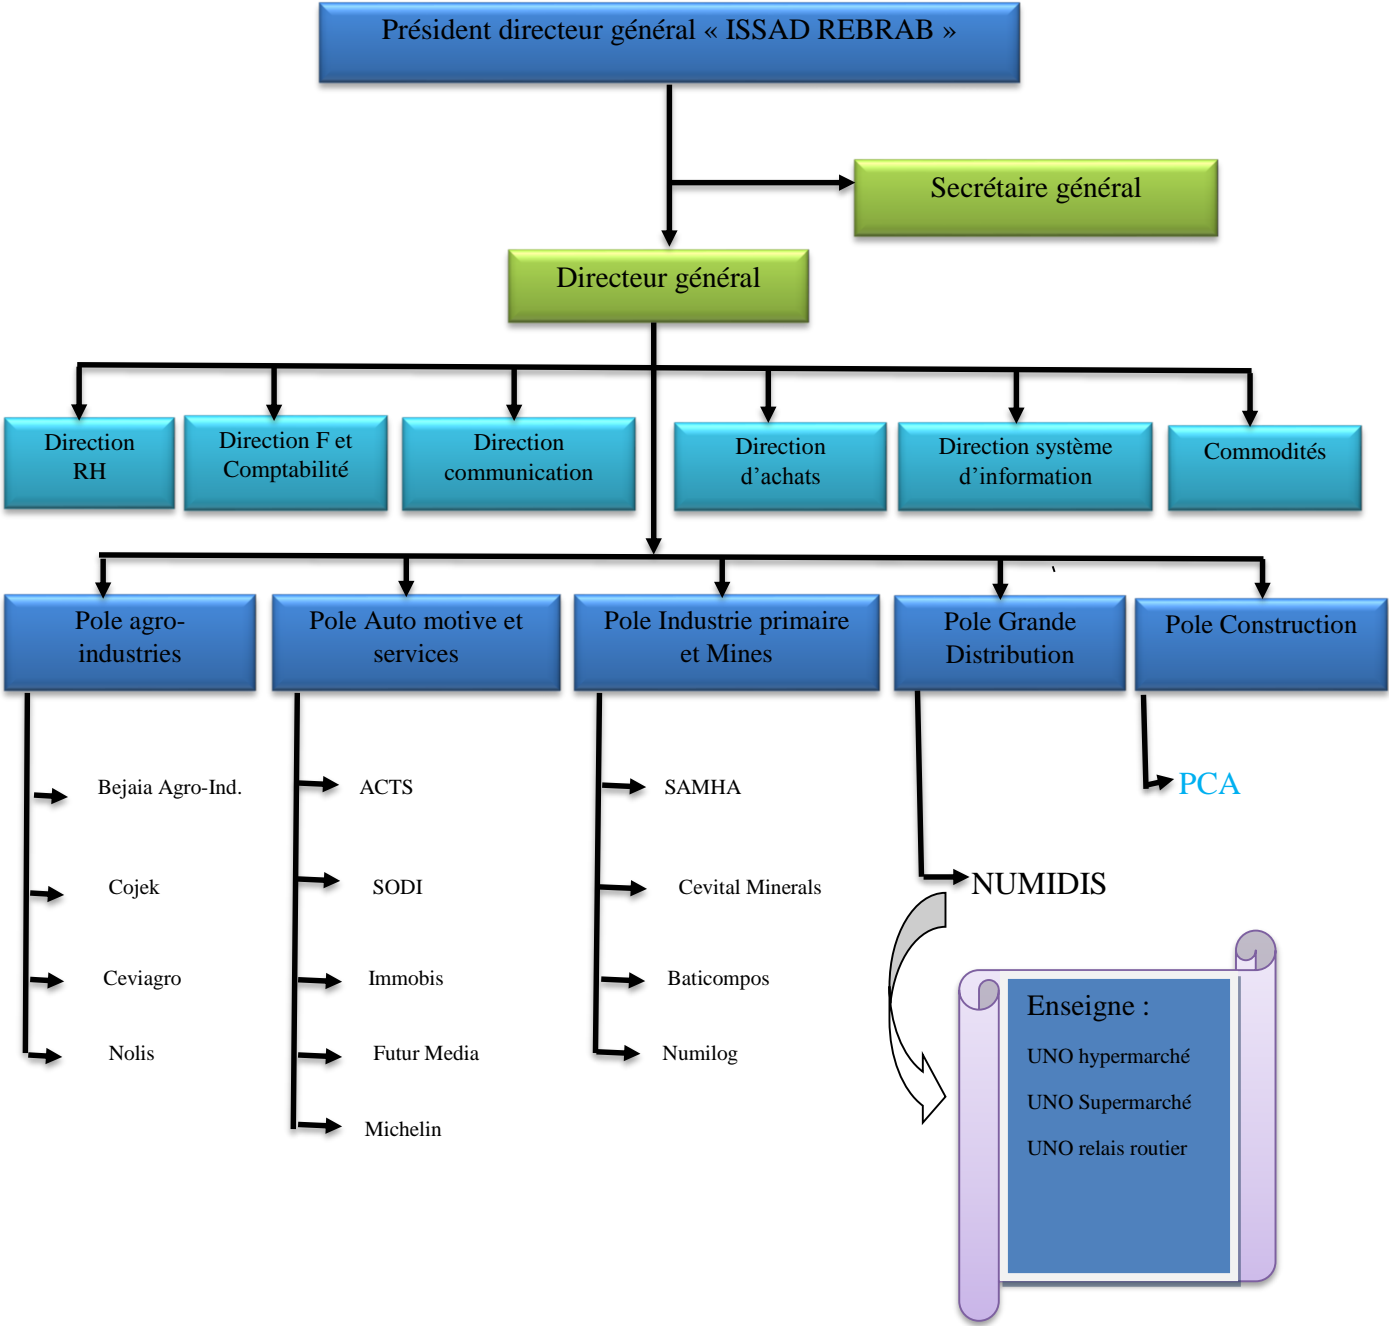 Président directeur général « ISSAD REBRAB »
Secrétaire général
Directeur général
Direction
RH
Direction F et
Comptabilité
Direction
communication
Direction
d’achats
Direction système
d’information
Commodités
Pole agro-
industries
Pole Auto motive et
services
Pole Industrie primaire
et Mines
Pole Grande
Distribution
Pole Construction
Bejaia Agro-Ind.
Cojek
Ceviagro
Nolis
ACTS
SODI
Immobis
Futur Media
Michelin
SAMHA
Cevital Minerals
Baticompos
Numilog
NUMIDIS
PCA
Enseigne :
UNO hypermarché
UNO Supermarché
UNO relais routier